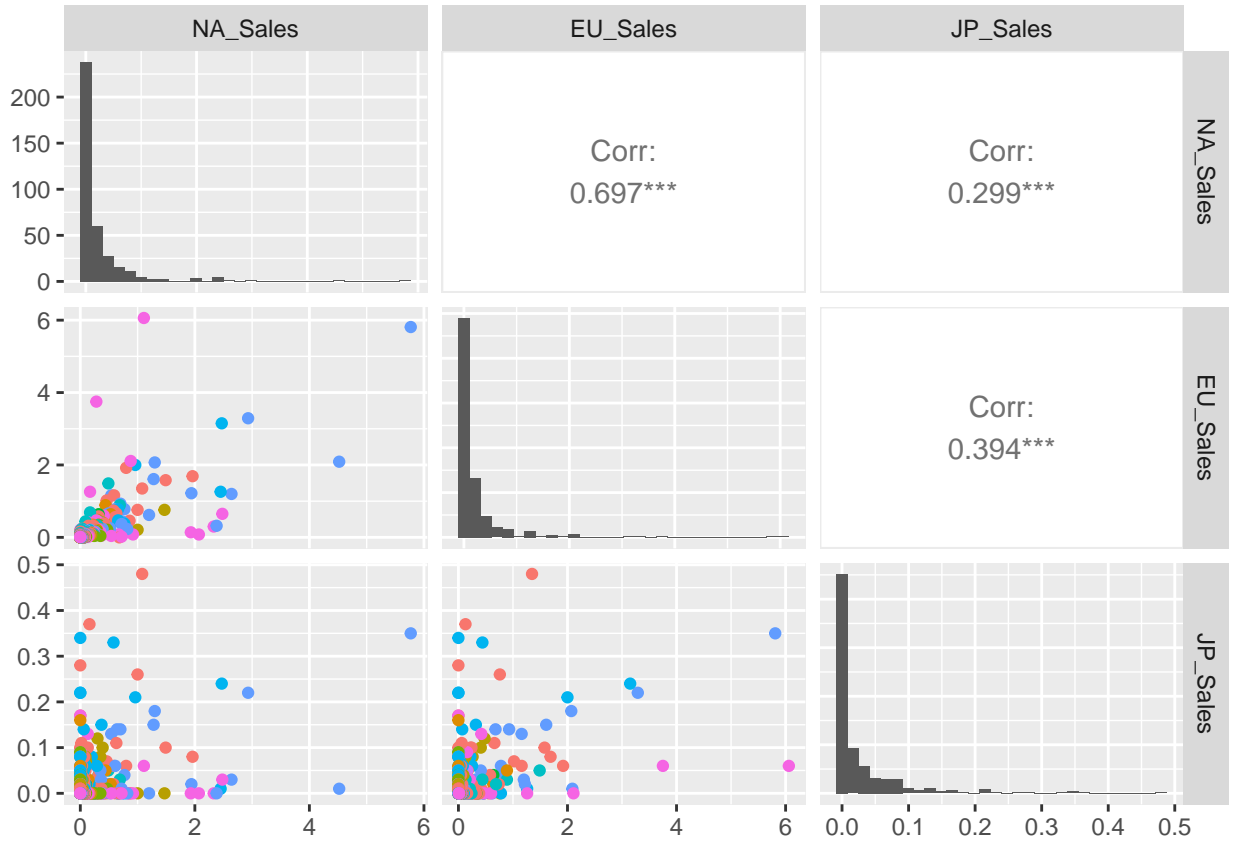 NA_Sales
EU_Sales
JP_Sales
200
150
100
50
0
Corr:
0.697***
Corr:
0.299***
NA_Sales
6
4
2
0
Corr:
0.394***
EU_Sales
0.5
0.4
0.3
0.2
0.1
0.0
JP_Sales
0 2 4 6
0 2 4 6
0.0 0.1 0.2 0.3 0.4 0.5